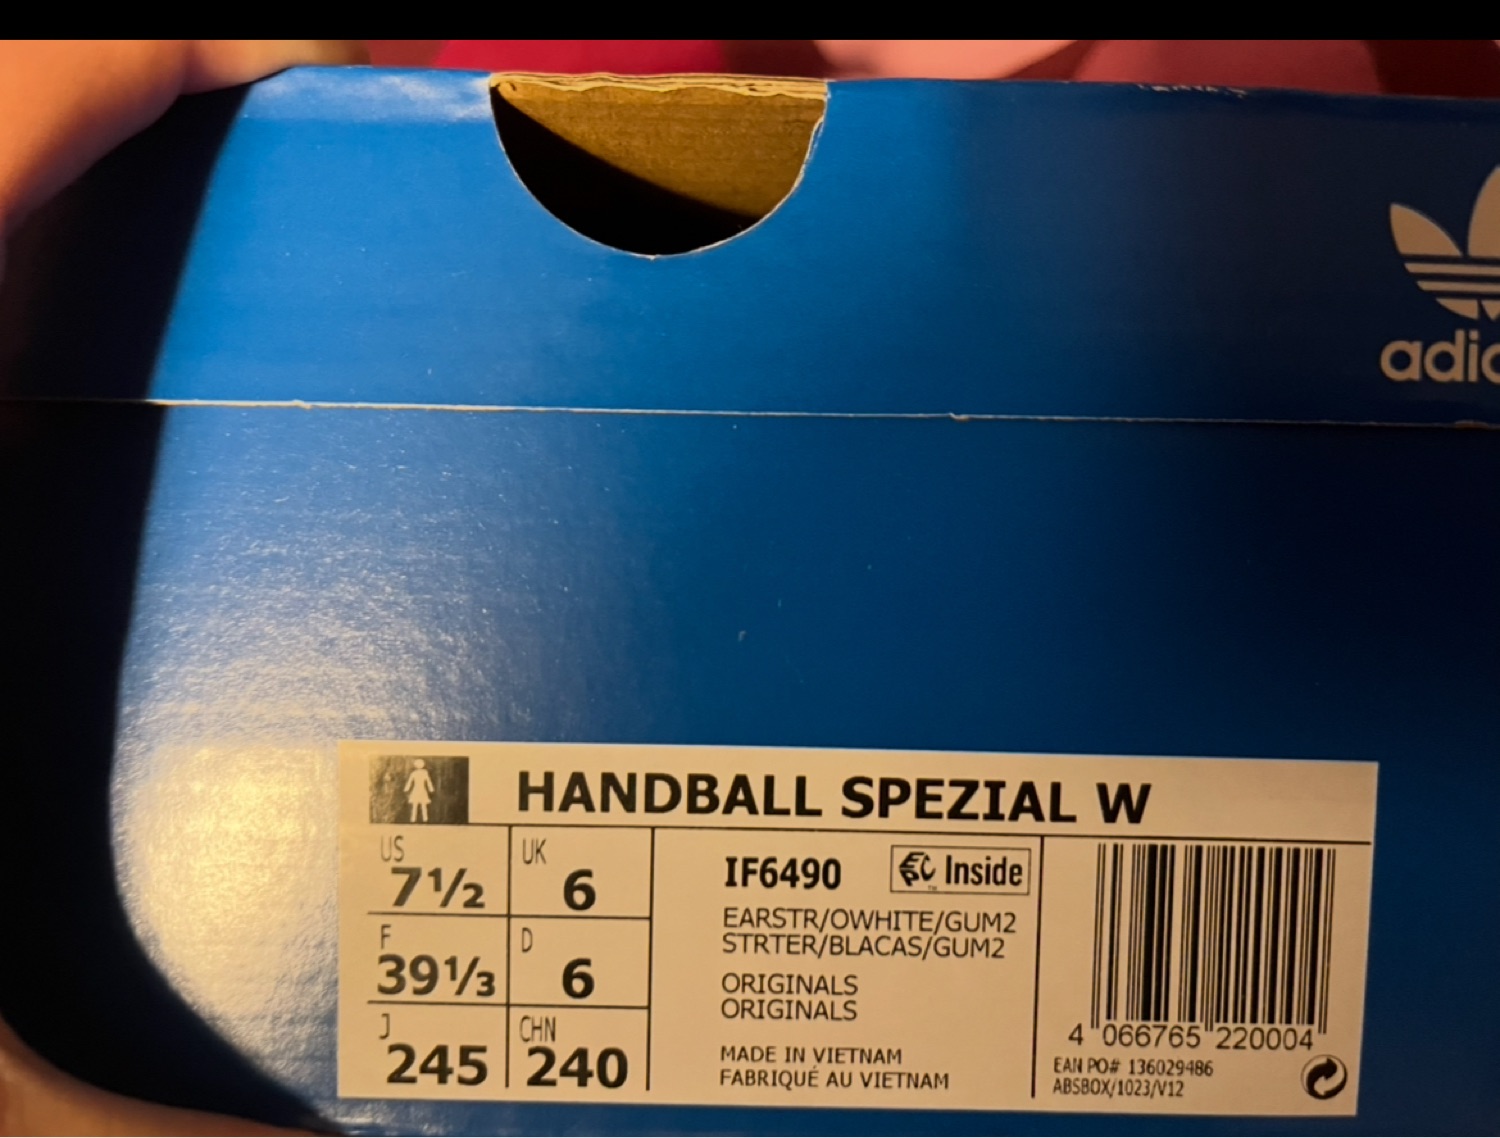 adi
HANDBALL SPEZIAL W
US
7½
UK
6
F
39⅓
D
6
J
245
CHN
240
IF6490
Inside
™
EARSTR/OWHITE/GUM2
STRTER/BLACAS/GUM2
ORIGINALS
ORIGINALS
MADE IN VIETNAM
FABRIQUÉ AU VIETNAM
4 066765 220004
EAN PO# 136029486
ABSBOX/1023/V12